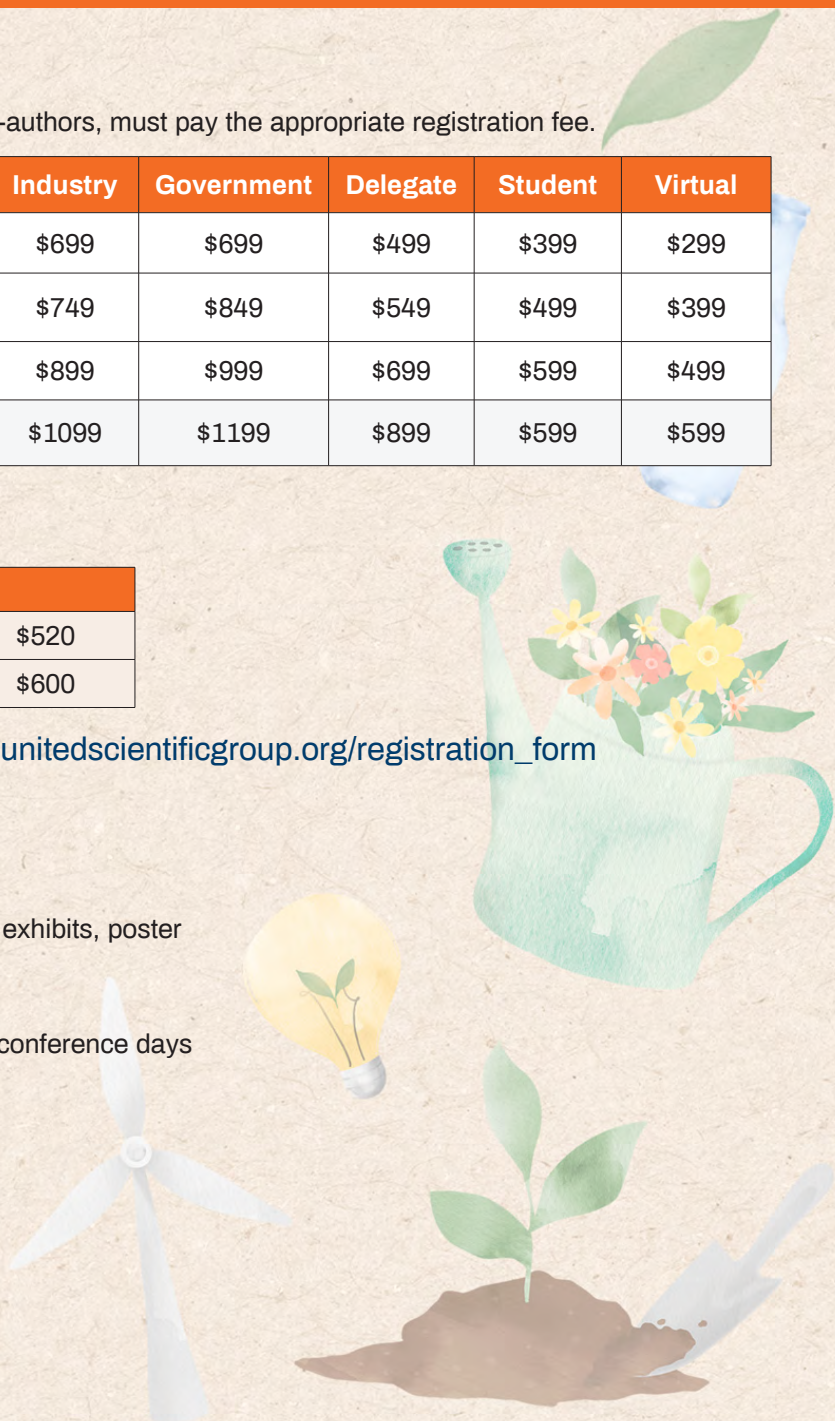 -authors, must pay the appropriate registration fee.
Industry Government Delegate Student Virtual
$699 $699 $499 $399 $299
$749 $849 $549 $499 $399
$899 $999 $699 $599 $499
$1099 $1199 $899 $599 $599
$520
$600
unitedscientificgroup.org/registration_form
exhibits, poster
conference days